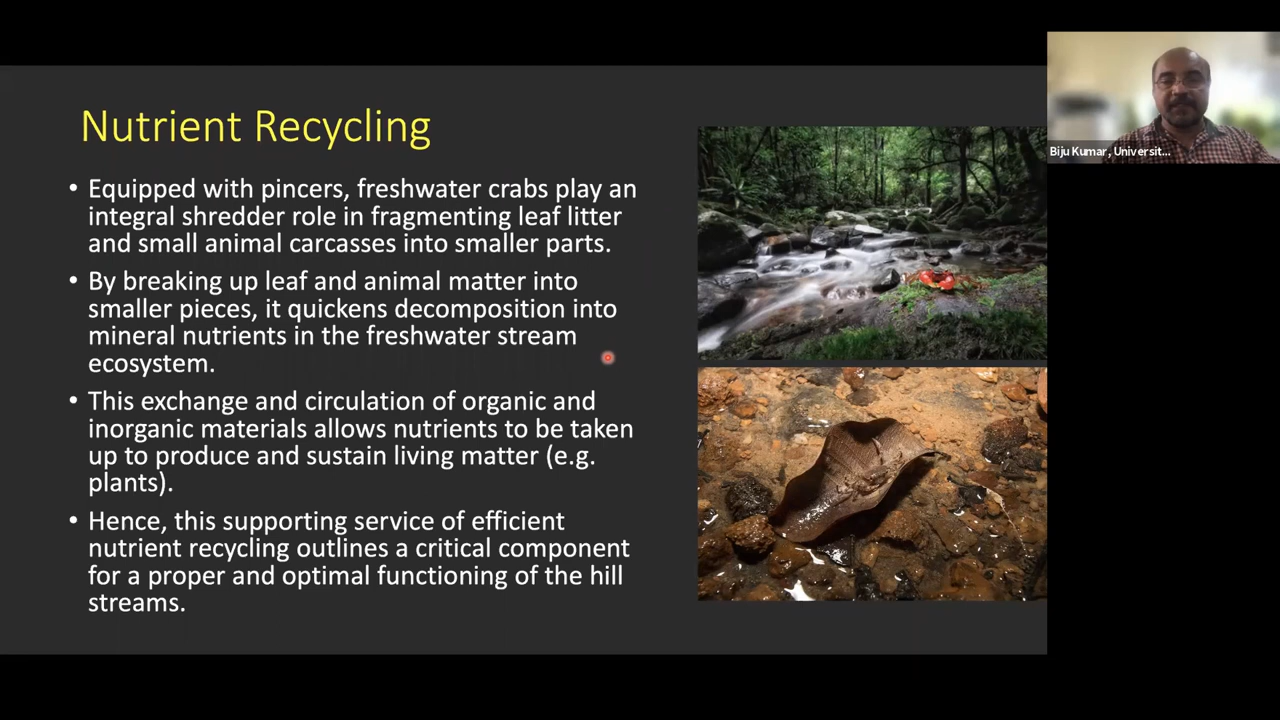 Nutrient Recycling
• Equipped with pincers, freshwater crabs play an
integral shredder role in fragmenting leaf litter
and small animal carcasses into smaller parts.
• By breaking up leaf and animal matter into
smaller pieces, it quickens decomposition into
mineral nutrients in the freshwater stream
ecosystem.
• This exchange and circulation of organic and
inorganic materials allows nutrients to be taken
up to produce and sustain living matter (e.g.
plants).
• Hence, this supporting service of efficient
nutrient recycling outlines a critical component
for a proper and optimal functioning of the hill
streams.
Biju Kumar, Universit...